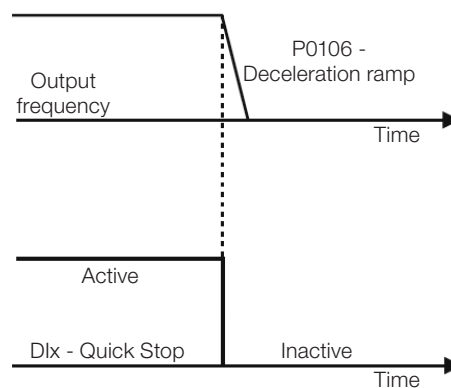 P0106 -
Deceleration ramp
Output
frequency
Time
Active
DIx - Quick Stop
Inactive
Time